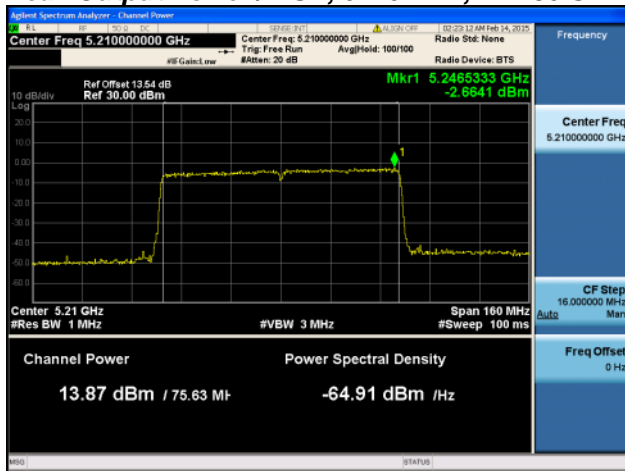 Agilent Spectrum Analyzer - Channel Power
RL RF 50 Ω DC SENSE:INT ALIGN OFF 02:23:12 AM Feb 14, 2015
Center Freq 5.210000000 GHz
Center Freq: 5.210000000 GHz
Radio Std: None
Trig: Free Run Avg|Hold: 100/100
#IFGain:Low #Atten: 20 dB Radio Device: BTS
Frequency
Mkr1 5.2465333 GHz
-2.6641 dBm
Ref Offset 13.54 dB
10 dB/div Ref 30.00 dBm
Log
20.0
10.0
0.00
-10.0
-20.0
-30.0
-40.0
-50.0
-60.0
1
Center Freq
5.210000000 GHz
Center 5.21 GHz Span 160 MHz
#Res BW 1 MHz #VBW 3 MHz #Sweep 100 ms
CF Step
16.000000 MHz
Auto Man
Channel Power Power Spectral Density
13.87 dBm / 75.63 MH -64.91 dBm /Hz
Freq Offset
0 Hz
MSG STATUS